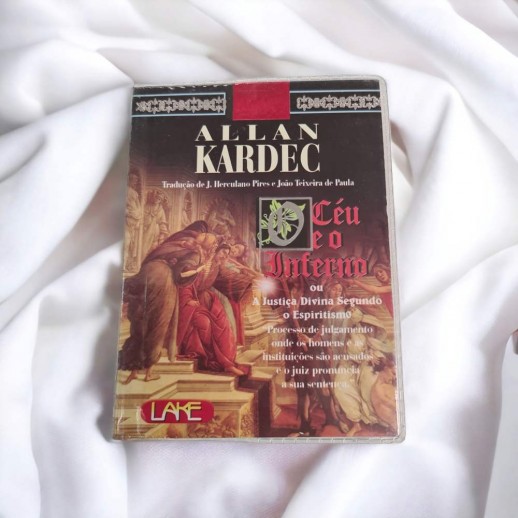 ALLAN
KARDEC
Tradução de J. Herculano Pires e João Teixeira de Paula
O Céu
e o
Inferno
ou
A Justiça Divina Segundo
o Espiritismo
"Processo de julgamento
onde os homens e as
instituições são acusados
e o juiz pronuncia
a sua sentença."
LAKE